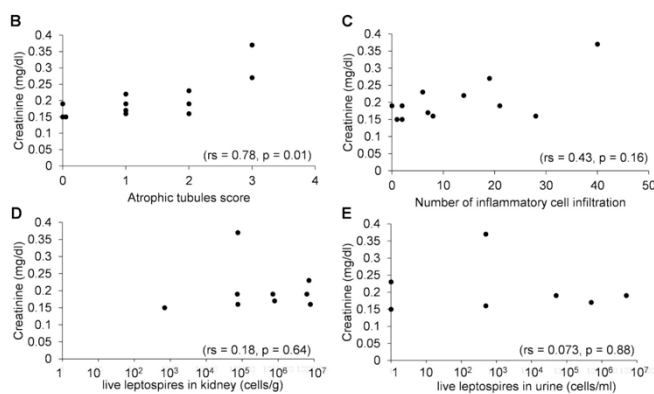 B
0.4
0.35
0.3
0.25
0.2
0.15
0.1
0.05
0
Creatinine (mg/dl)
0 1 2 3 4
Atrophic tubules score
(rs = 0.78, p = 0.01)
C
0.4
0.35
0.3
0.25
0.2
0.15
0.1
0.05
0
Creatinine (mg/dl)
0 10 20 30 40 50
Number of inflammatory cell infiltration
(rs = 0.43, p = 0.16)
D
0.4
0.35
0.3
0.25
0.2
0.15
0.1
0.05
0
Creatinine (mg/dl)
1 10 10² 10³ 10⁴ 10⁵ 10⁶ 10⁷
live leptospires in kidney (cells/g)
(rs = 0.18, p = 0.64)
E
0.4
0.35
0.3
0.25
0.2
0.15
0.1
0.05
0
Creatinine (mg/dl)
1 10 10² 10³ 10⁴ 10⁵ 10⁶ 10⁷
live leptospires in urine (cells/ml)
(rs = 0.073, p = 0.88)